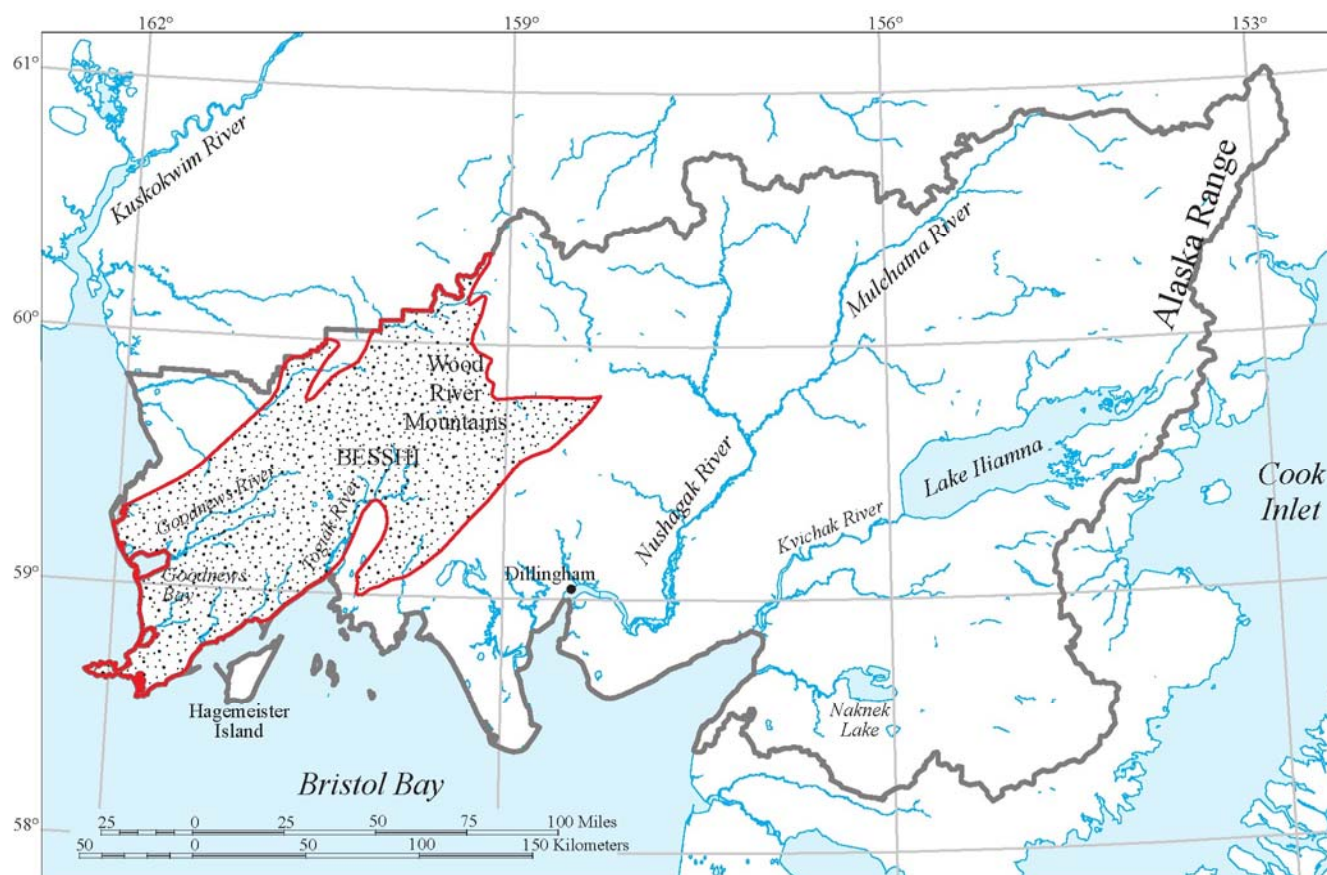 162°
159°
156°
153°
61°
60°
59°
58°
Kuskokwim River
Mulchatna River
Alaska Range
Wood
River
Mountains
BESSHI
Goodnews River
Togiak River
Nushagak River
Lake Iliamna
Kvichak River
Cook
Inlet
Goodnews
Bay
Dillingham
Hagemeister
Island
Naknek
Lake
Bristol Bay
25 0 25 50 75 100 Miles
50 0 50 100 150 Kilometers